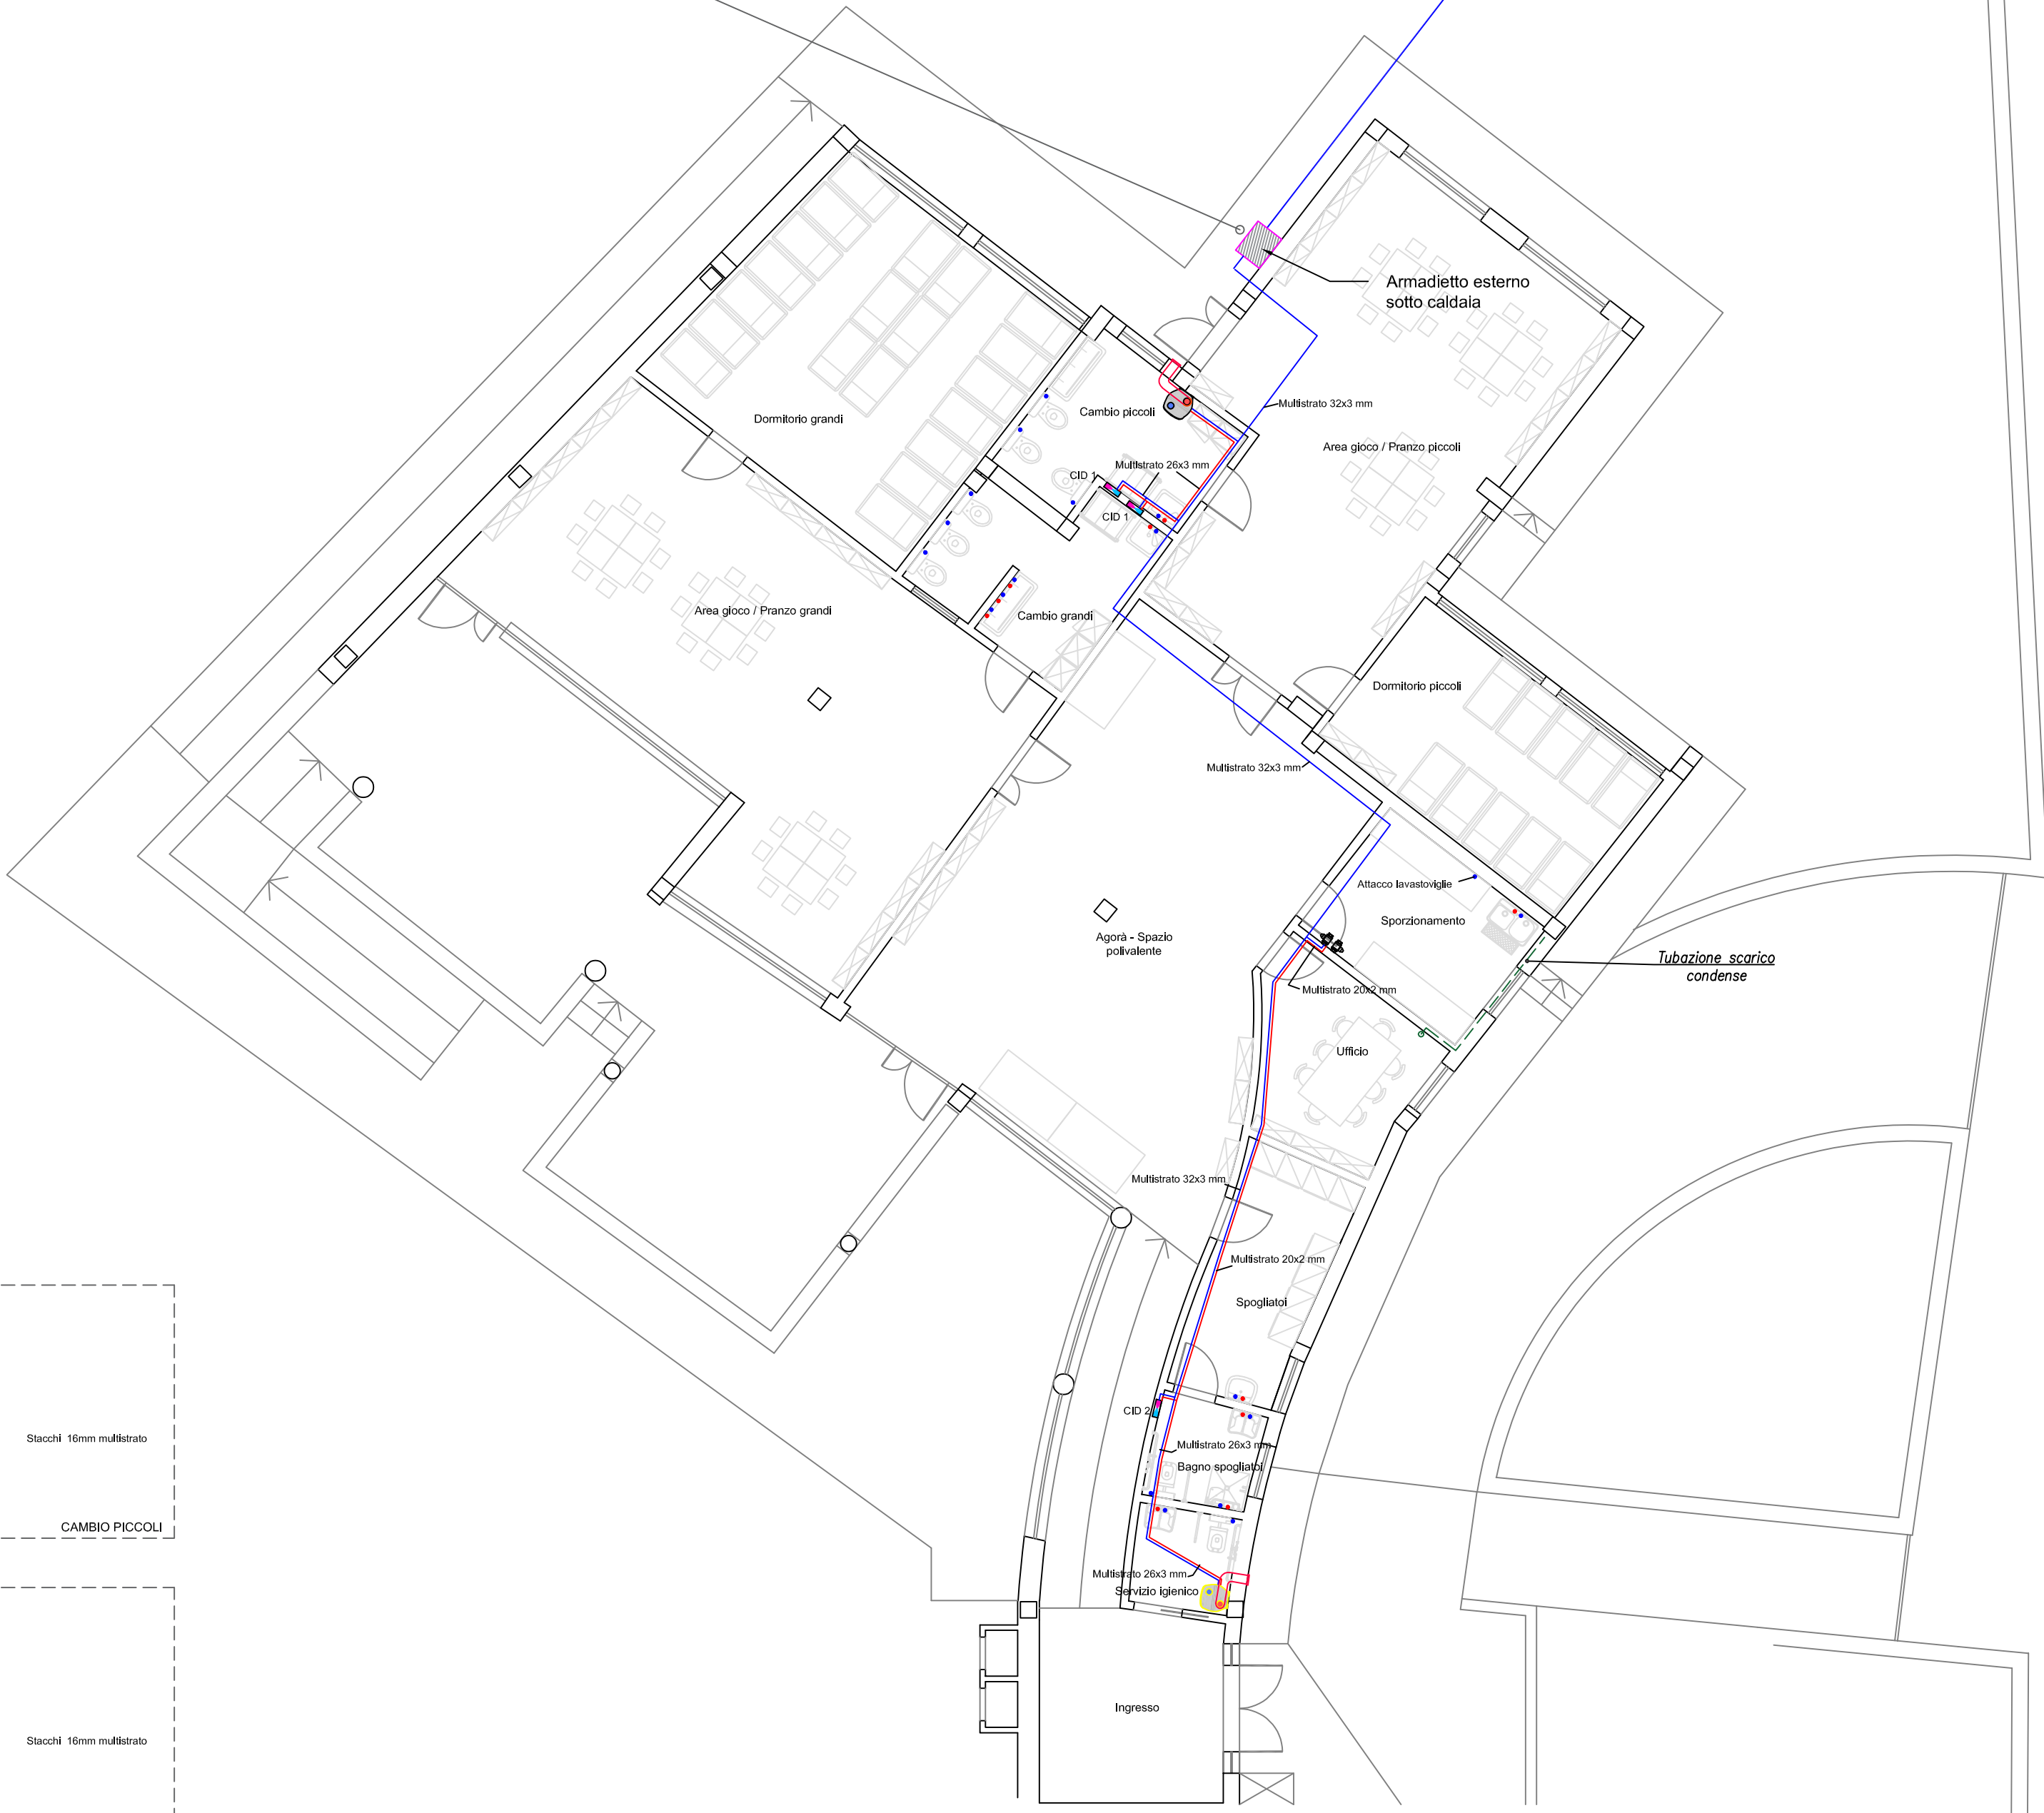 Armadietto esterno
sotto caldaia
Multistrato 32x3 mm
Cambio piccoli
Dormitorio grandi
Area gioco / Pranzo piccoli
Multistrato 26x3 mm
CID 1
CID 1
Area gioco / Pranzo grandi
Cambio grandi
Dormitorio piccoli
Multistrato 32x3 mm
Attacco lavastoviglie
Sporzionamento
Agorà - Spazio
polivalente
Tubazione scarico
condense
Multistrato 20x2 mm
Ufficio
Multistrato 32x3 mm
Multistrato 20x2 mm
Spogliatoi
CID 2
Stacchi 16mm multistrato
Multistrato 26x3 mm
Bagno spogliatoi
CAMBIO PICCOLI
Multistrato 26x3 mm
Servizio igienico
Ingresso
Stacchi 16mm multistrato